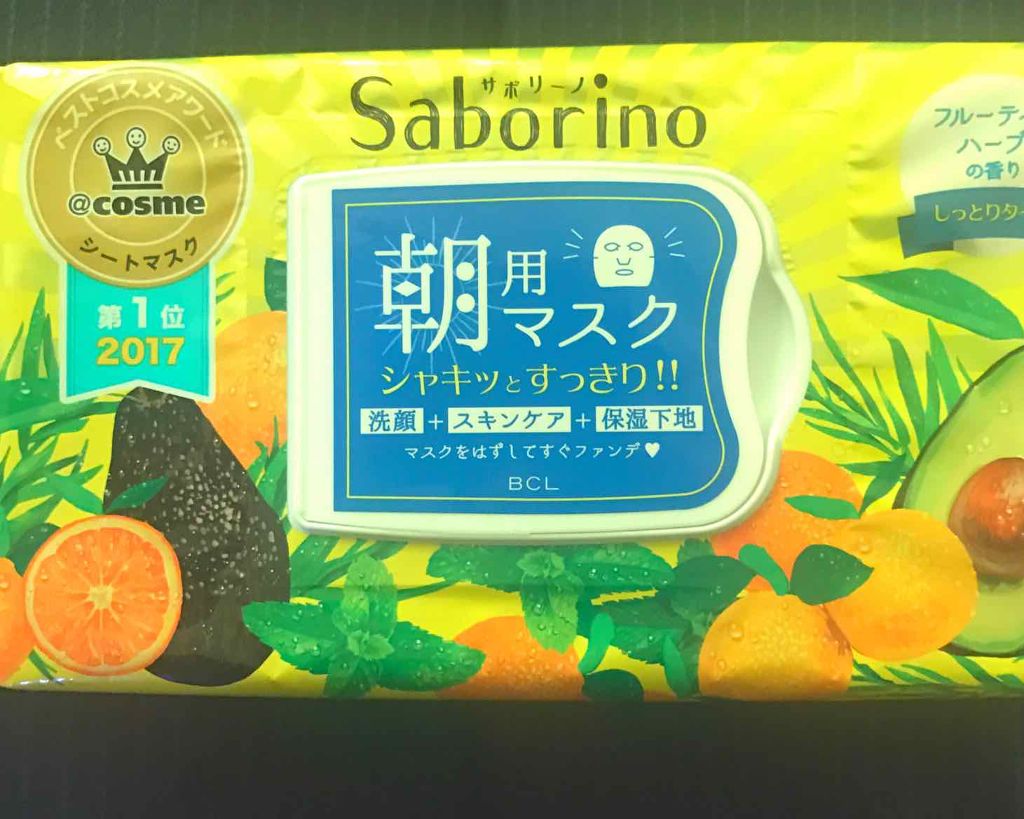 ベストコスメアワード
@cosme
シートマスク
第1位
2017
サボリーノ
Saborino
朝用マスク
シャキッとすっきり!!
洗顔+スキンケア+保湿下地
マスクをはずしてすぐファンデ♥
BCL
フルーティ
ハーブ
の香り
しっとりタ